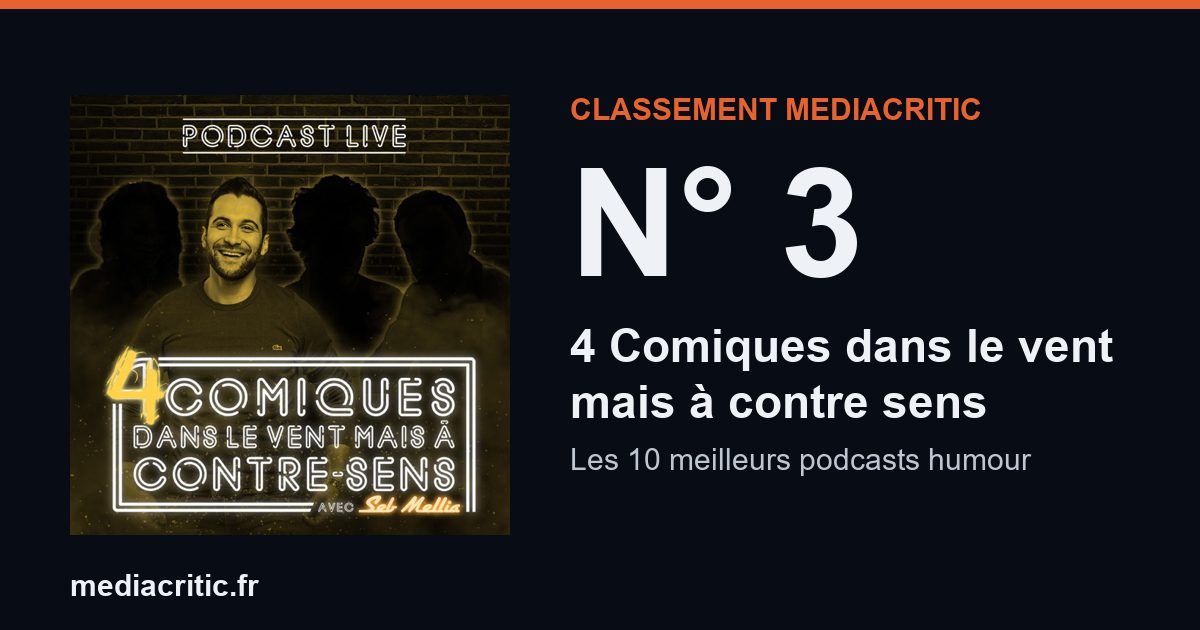 PODCAST LIVE
4 COMIQUES
DANS LE VENT MAIS À
CONTRE-SENS
AVEC Seb Mellia
CLASSEMENT MEDIACRITIC
N° 3
4 Comiques dans le vent
mais à contre sens
Les 10 meilleurs podcasts humour
mediacritic.fr